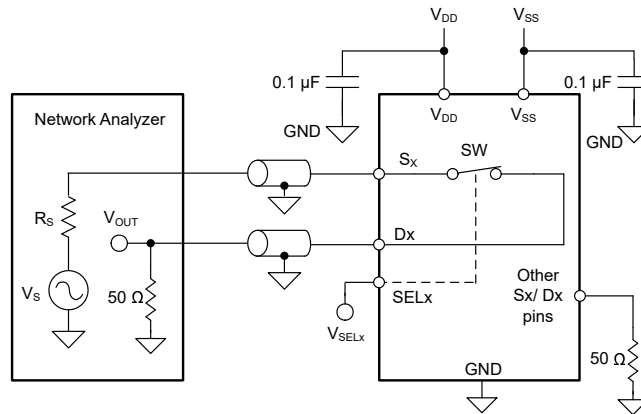 VDD
VSS
0.1 µF
0.1 µF
VDD
VSS
GND
GND
Network Analyzer
SX
SW
RS
VOUT
DX
VS
50 Ω
SELX
Other
Sx/ Dx
pins
VSELx
GND
50 Ω